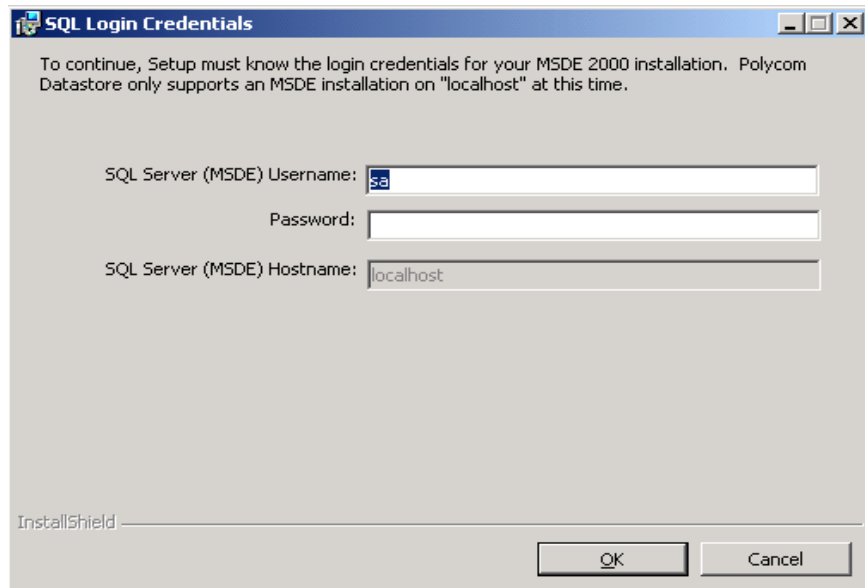 SQL Login Credentials
To continue, Setup must know the login credentials for your MSDE 2000 installation. Polycom
Datastore only supports an MSDE installation on "localhost" at this time.
SQL Server (MSDE) Username: sa
Password:
SQL Server (MSDE) Hostname: localhost
InstallShield
OK Cancel